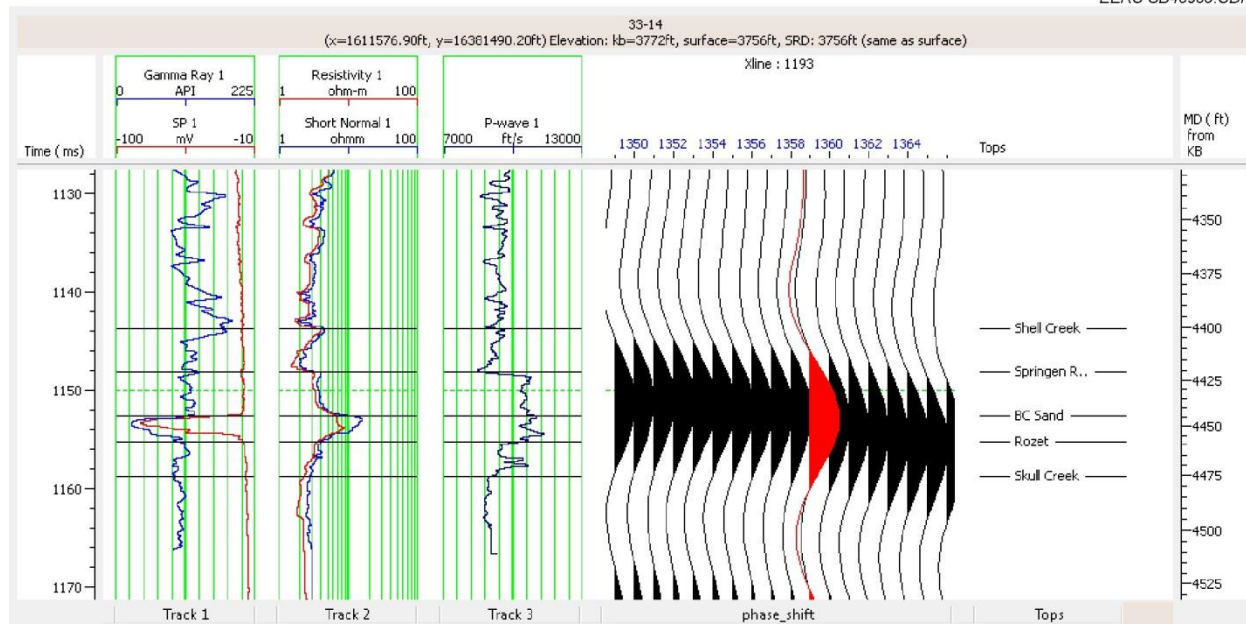 33-14
(x=1611576.90ft, y=16381490.20ft) Elevation: kb=3772ft, surface=3756ft, SRD: 3756ft (same as surface)
Xline : 1193
Gamma Ray 1
0 API 225
SP 1
-100 mV -10
Resistivity 1
1 ohm-m 100
Short Normal 1
1 ohmm 100
P-wave 1
7000 ft/s 13000
1350 1352 1354 1356 1358 1360 1362 1364
Tops
MD ( ft)
from
KB
Time ( ms)
1130
1140
1150
1160
1170
Shell Creek
Springen R..
BC Sand
Rozet
Skull Creek
4350
4375
4400
4425
4450
4475
4500
4525
Track 1
Track 2
Track 3
phase_shift
Tops